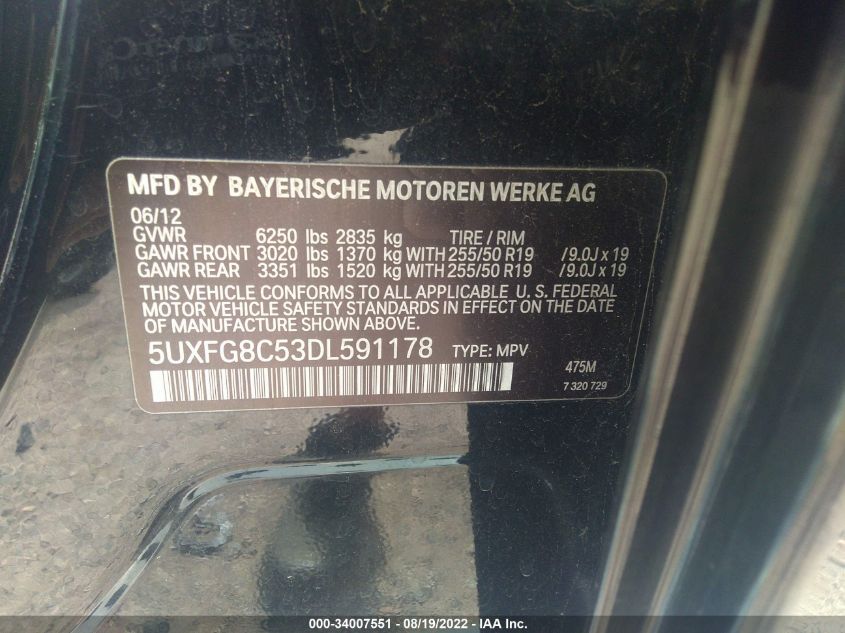 MFD BY BAYERISCHE MOTOREN WERKE AG
06/12
GVWR 6250 lbs 2835 kg TIRE / RIM
GAWR FRONT 3020 lbs 1370 kg WITH 255/50 R19 /9.0J x 19
GAWR REAR 3351 lbs 1520 kg WITH 255/50 R19 /9.0J x 19
THIS VEHICLE CONFORMS TO ALL APPLICABLE U. S. FEDERAL
MOTOR VEHICLE SAFETY STANDARDS IN EFFECT ON THE DATE
OF MANUFACTURE SHOWN ABOVE.
5UXFG8C53DL591178 TYPE: MPV
475M
7 320 729
000-34007551 - 08/19/2022 - IAA Inc.